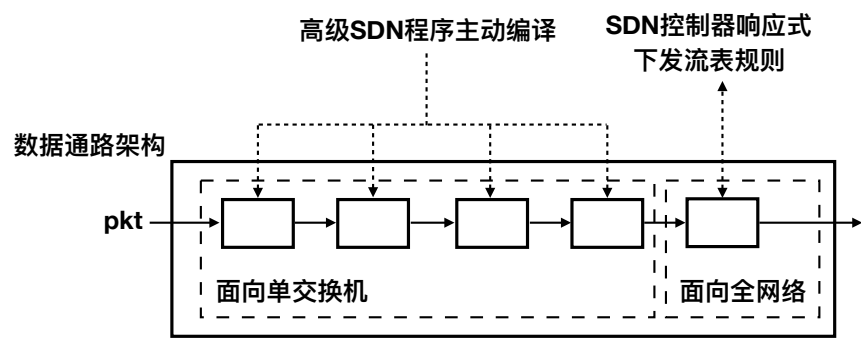 高级SDN程序主动编译
SDN控制器响应式
下发流表规则
数据通路架构
pkt
面向单交换机
面向全网络